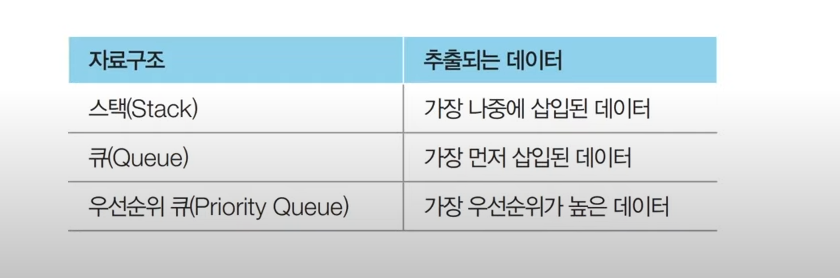 자료구조 추출되는 데이터
스택(Stack) 가장 나중에 삽입된 데이터
큐(Queue) 가장 먼저 삽입된 데이터
우선순위 큐(Priority Queue) 가장 우선순위가 높은 데이터